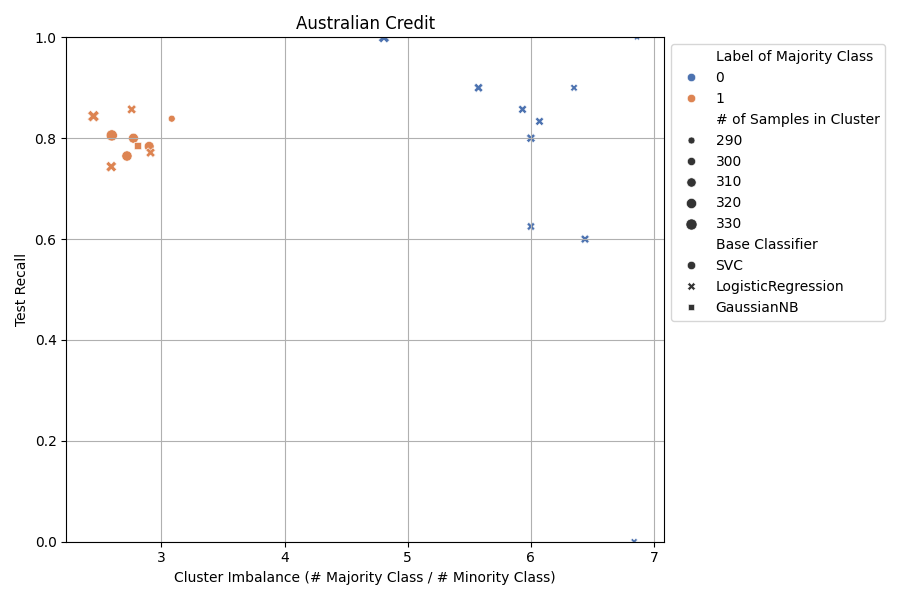 Australian Credit
1.0
0.8
0.6
0.4
0.2
0.0
Test Recall
3
4
5
6
7
Cluster Imbalance (# Majority Class / # Minority Class)
Label of Majority Class
0
1
# of Samples in Cluster
290
300
310
320
330
Base Classifier
SVC
LogisticRegression
GaussianNB